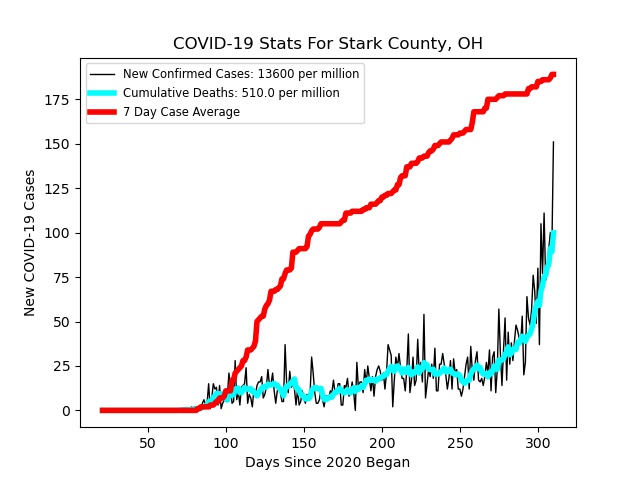 COVID-19 Stats For Stark County, OH
New Confirmed Cases: 13600 per million
Cumulative Deaths: 510.0 per million
7 Day Case Average
New COVID-19 Cases
175
150
125
100
75
50
25
0
50 100 150 200 250 300
Days Since 2020 Began